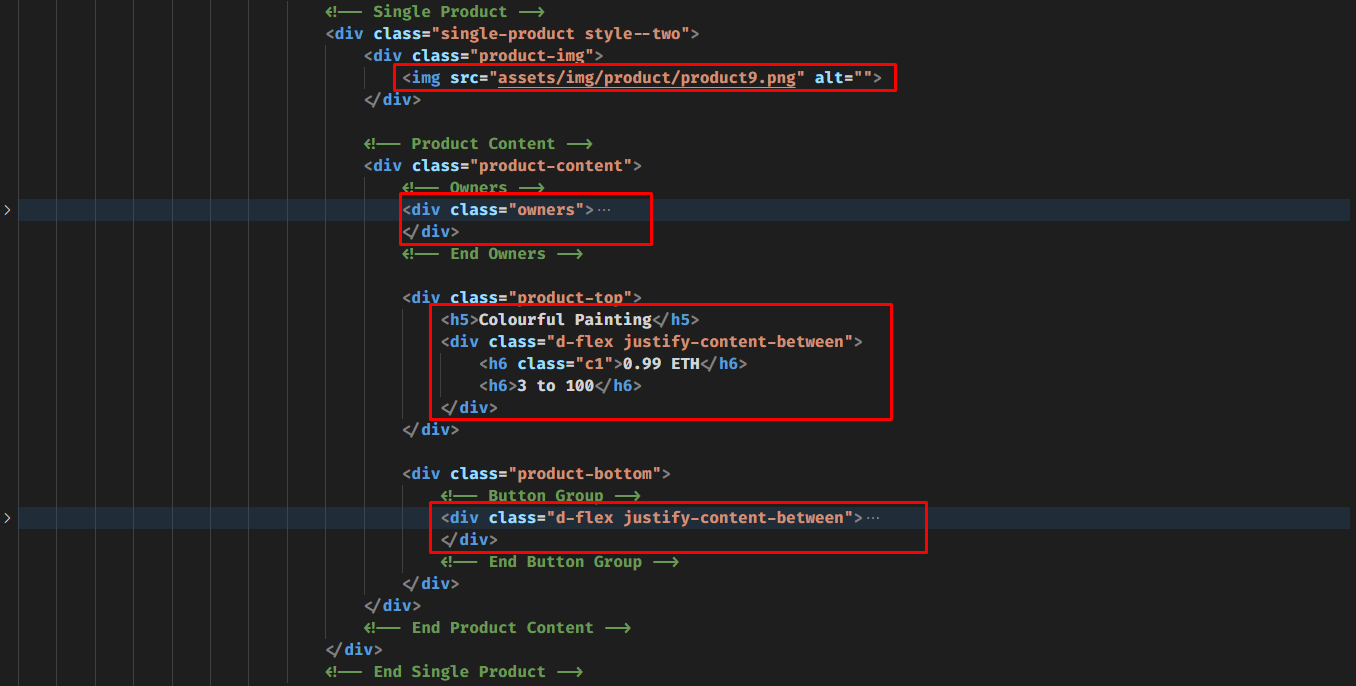 <!-- Single Product -->
<div class="single-product style--two">
<div class="product-img">
<img src="assets/img/product/product9.png" alt="">
</div>
<!-- Product Content -->
<div class="product-content">
<!-- Owners -->
<div class="owners">···
</div>
<!-- End Owners -->
<div class="product-top">
<h5>Colourful Painting</h5>
<div class="d-flex justify-content-between">
<h6 class="c1">0.99 ETH</h6>
<h6>3 to 100</h6>
</div>
</div>
<div class="product-bottom">
<!-- Button Group -->
<div class="d-flex justify-content-between">···
</div>
<!-- End Button Group -->
</div>
</div>
<!-- End Product Content -->
</div>
<!-- End Single Product -->